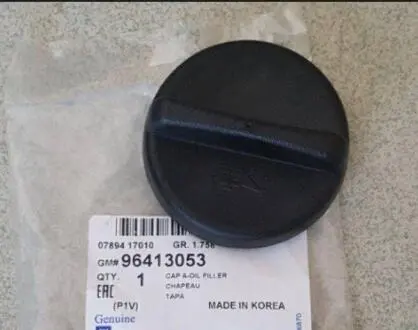 07894 17010 GR. 1.756
GM# 96413053
QTY. 1 CAP A-OIL FILLER
EAC CHAPEAU
(P1V) TAPA
MADE IN KOREA
Genuine